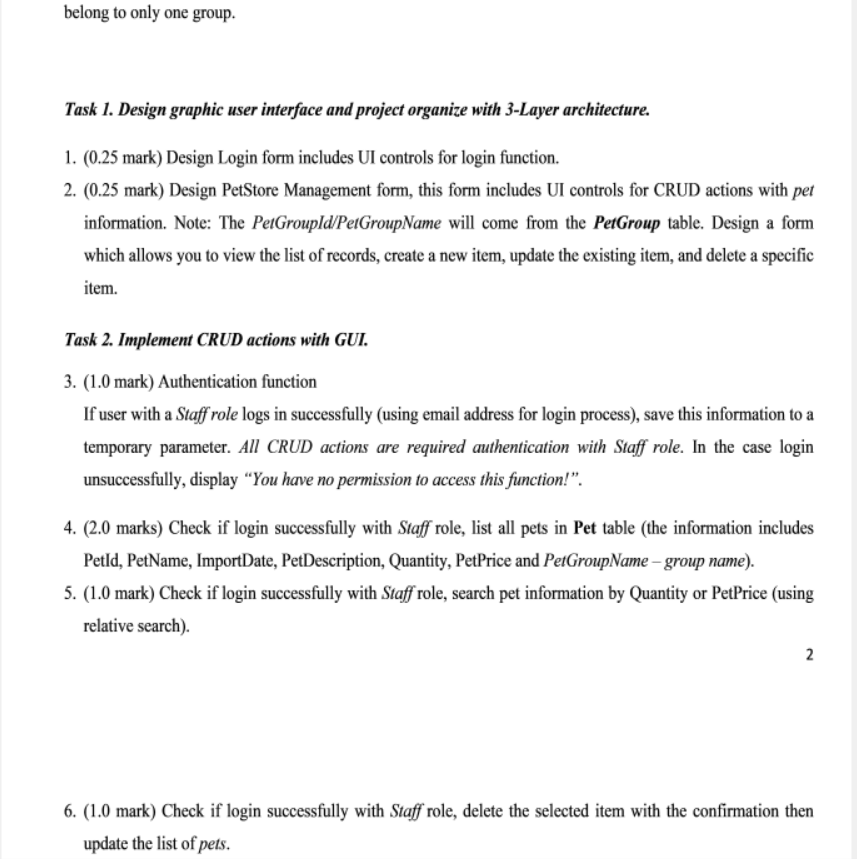 belong to only one group.
Task 1. Design graphic user interface and project organize with 3-Layer architecture.
1. (0.25 mark) Design Login form includes UI controls for login function.
2. (0.25 mark) Design PetStore Management form, this form includes UI controls for CRUD actions with pet
information. Note: The PetGroupId/PetGroupName will come from the PetGroup table. Design a form
which allows you to view the list of records, create a new item, update the existing item, and delete a specific
item.
Task 2. Implement CRUD actions with GUI.
3. (1.0 mark) Authentication function
If user with a Staff role logs in successfully (using email address for login process), save this information to a
temporary parameter. All CRUD actions are required authentication with Staff role. In the case login
unsuccessfully, display “You have no permission to access this function!”.
4. (2.0 marks) Check if login successfully with Staff role, list all pets in Pet table (the information includes
PetId, PetName, ImportDate, PetDescription, Quantity, PetPrice and PetGroupName – group name).
5. (1.0 mark) Check if login successfully with Staff role, search pet information by Quantity or PetPrice (using
relative search).
2
6. (1.0 mark) Check if login successfully with Staff role, delete the selected item with the confirmation then
update the list of pets.